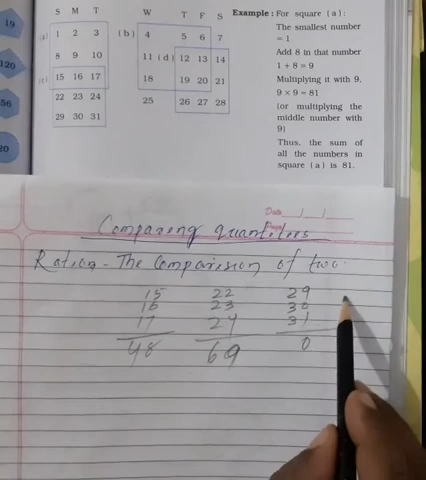 S M T W T F S
(a) 1 2 3 (b) 4 5 6 7
8 9 10 11 (d) 12 13 14
(c) 15 16 17 18 19 20 21
22 23 24 25 26 27 28
29 30 31
19
120
56
20
Example : For square (a) :
The smallest number
= 1
Add 8 in that number
1 + 8 = 9
Multiplying it with 9,
9 × 9 = 81
(or multiplying the
middle number with
9)
Thus, the sum of
all the numbers in
square (a) is 81.
Date
Page
Comparing quantities
Ration - The Comparision of two
15 22 29
16 23 30
17 24 31
48 69 0